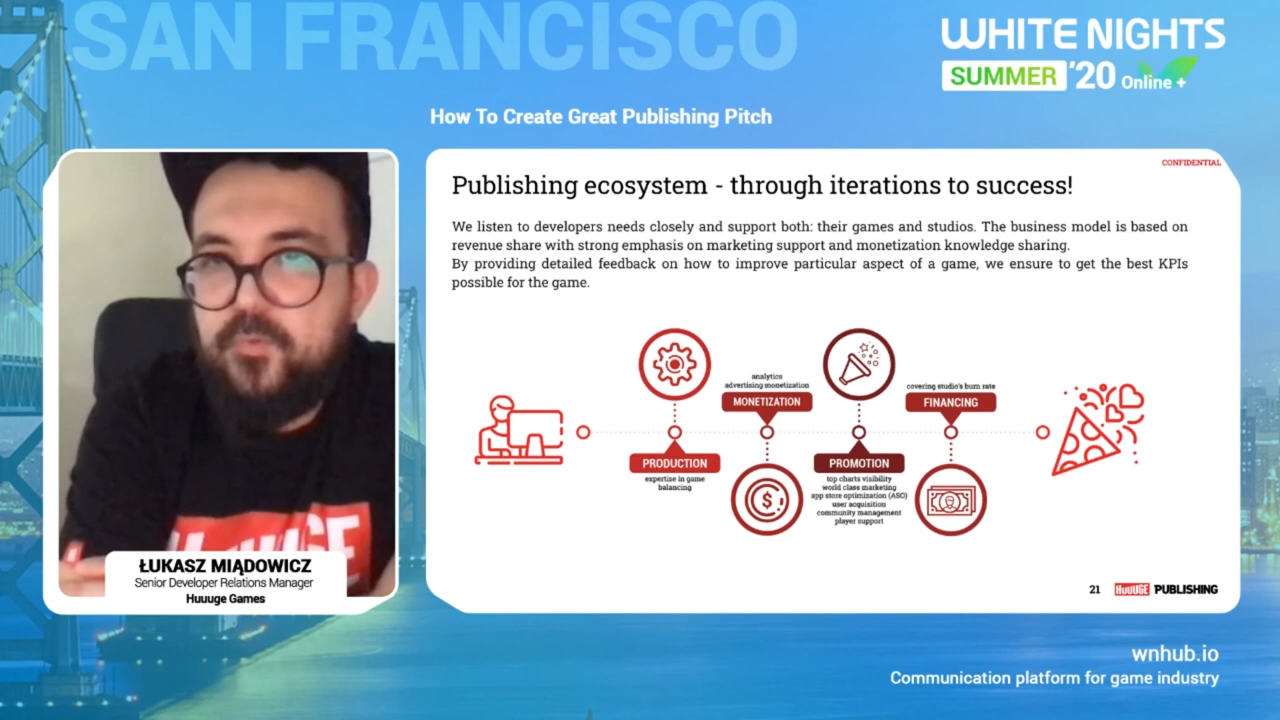 SAN FRANCISCO
WHITE NIGHTS
SUMMER '20 Online +
How To Create Great Publishing Pitch
CONFIDENTIAL
Publishing ecosystem - through iterations to success!
We listen to developers needs closely and support both: their games and studios. The business model is based on
revenue share with strong emphasis on marketing support and monetization knowledge sharing.
By providing detailed feedback on how to improve particular aspect of a game, we ensure to get the best KPIs
possible for the game.
PRODUCTION
expertise in game
balancing
analytics
advertising monetization
MONETIZATION
$
PROMOTION
top charts visibility
world class marketing
app store optimization (ASO)
user acquisition
community management
player support
covering studio's burn rate
FINANCING
21 HUUUGE PUBLISHING
HUUUGE
ŁUKASZ MIĄDOWICZ
Senior Developer Relations Manager
Huuuge Games
wnhub.io
Communication platform for game industry